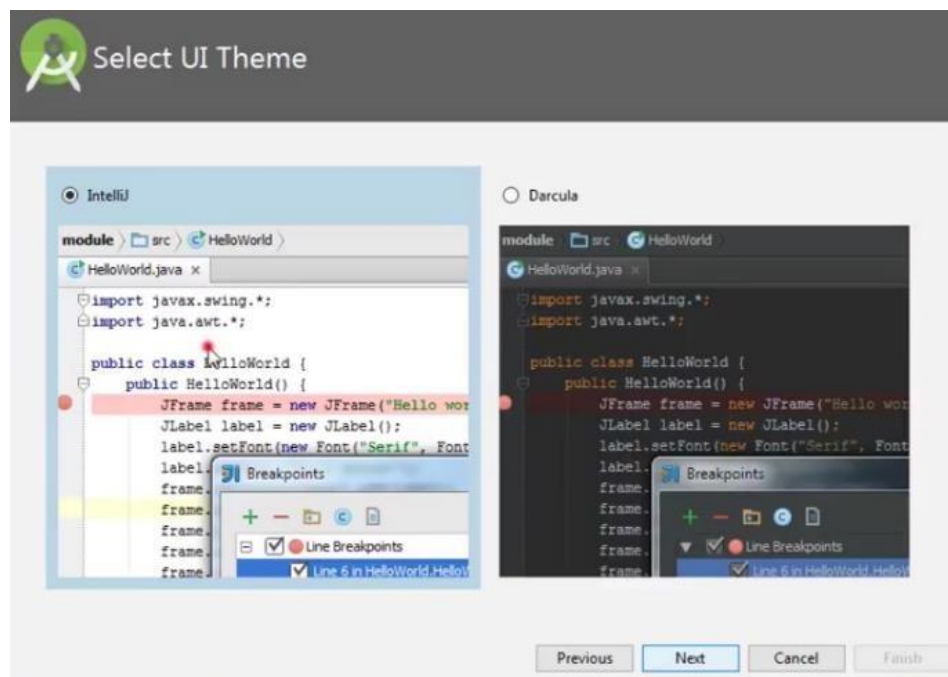 Select UI Theme
IntelliJ
module src HelloWorld
HelloWorld.java ×
import javax.swing.*;
import java.awt.*;
public class HelloWorld {
public HelloWorld() {
JFrame frame = new JFrame("Hello wor
JLabel label = new JLabel();
label.setFont(new Font("Serif", Font
label.
frame.
frame.
frame.
frame.
frame
Breakpoints
Line Breakpoints
Line 6 in HelloWorld.HelloW
Darcula
module src HelloWorld
HelloWorld.java ×
import javax.swing.*;
import java.awt.*;
public class HelloWorld {
public HelloWorld() {
JFrame frame = new JFrame("Hello wor
JLabel label = new JLabel();
label.setFont(new Font("Serif", Font
label.
frame.
frame.
frame.
frame.
frame.
Breakpoints
Line Breakpoints
Line 6 in HelloWorld.HelloW
Previous Next Cancel Finish